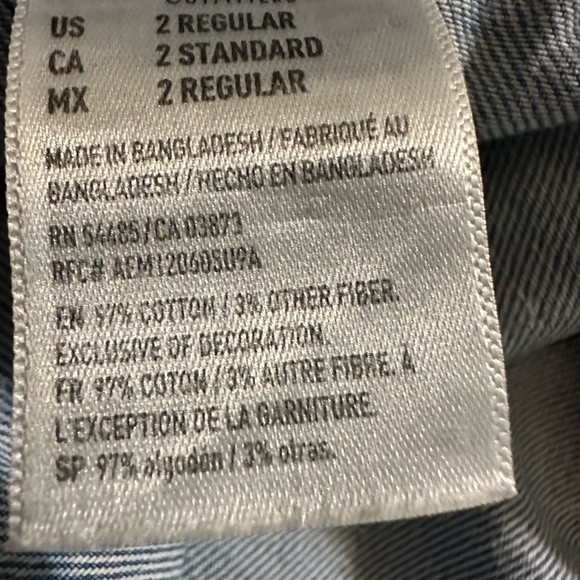 US 2 REGULAR
CA 2 STANDARD
MX 2 REGULAR
MADE IN BANGLADESH / FABRIQUÉ AU
BANGLADESH / HECHO EN BANGLADESH
RN 54485 / CA 03871
RFC# AEM120605U9A
EN 97% COTTON / 3% OTHER FIBER.
EXCLUSIVE OF DECORATION.
FR 97% COTON / 3% AUTRE FIBRE. À
L'EXCEPTION DE LA GARNITURE.
SP 97% algodón / 3% otras.